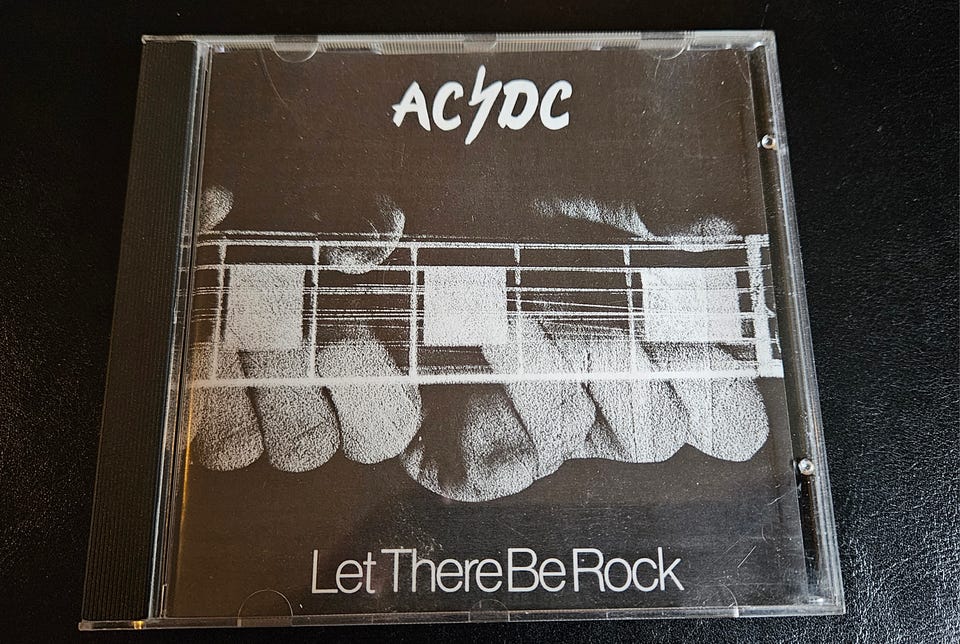 AC⚡DC
Let There Be Rock